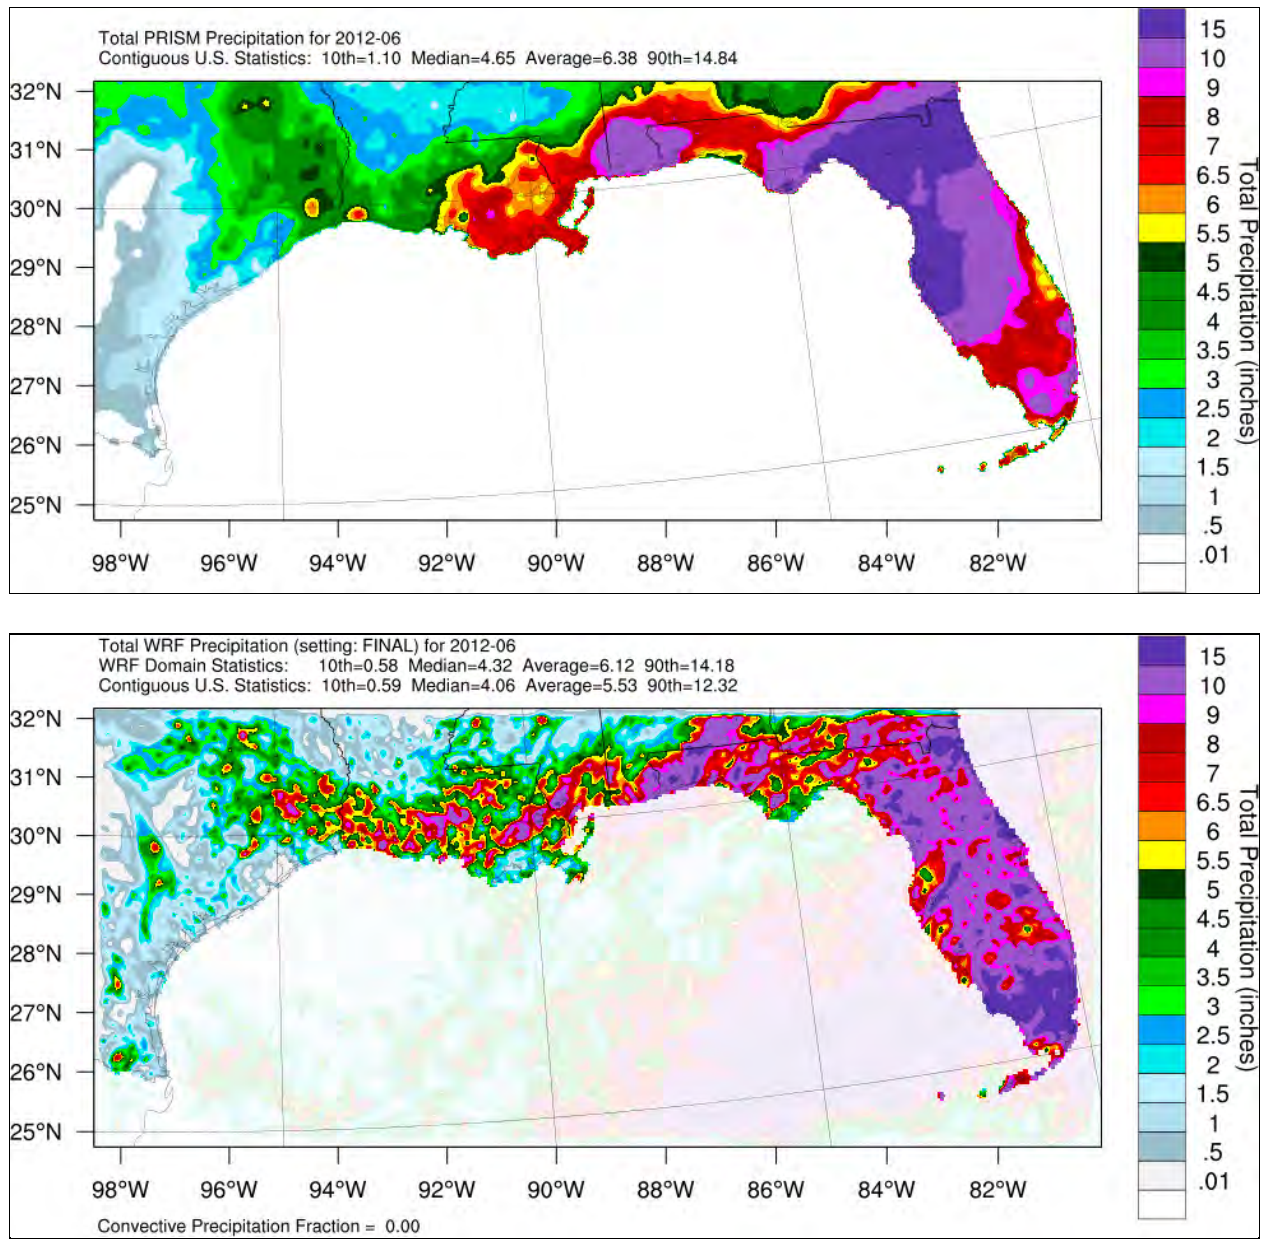 Total PRISM Precipitation for 2012-06
Contiguous U.S. Statistics: 10th=1.10 Median=4.65 Average=6.38 90th=14.84
32°N
31°N
30°N
29°N
28°N
27°N
26°N
25°N
98°W 96°W 94°W 92°W 90°W 88°W 86°W 84°W 82°W
15
10
9
8
7
6.5
6
5.5
5
4.5
4
3.5
3
2.5
2
1.5
1
.5
.01
Total Precipitation (inches)
Total WRF Precipitation (setting: FINAL) for 2012-06
WRF Domain Statistics: 10th=0.58 Median=4.32 Average=6.12 90th=14.18
Contiguous U.S. Statistics: 10th=0.59 Median=4.06 Average=5.53 90th=12.32
32°N
31°N
30°N
29°N
28°N
27°N
26°N
25°N
98°W 96°W 94°W 92°W 90°W 88°W 86°W 84°W 82°W
15
10
9
8
7
6.5
6
5.5
5
4.5
4
3.5
3
2.5
2
1.5
1
.5
.01
Total Precipitation (inches)
Convective Precipitation Fraction = 0.00